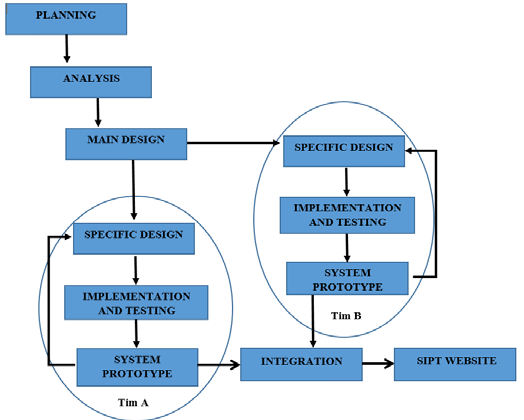 PLANNING
ANALYSIS
MAIN DESIGN
SPECIFIC DESIGN
IMPLEMENTATION
AND TESTING
SYSTEM
PROTOTYPE
Tim B
SPECIFIC DESIGN
IMPLEMENTATION
AND TESTING
SYSTEM
PROTOTYPE
Tim A
INTEGRATION
SIPT WEBSITE